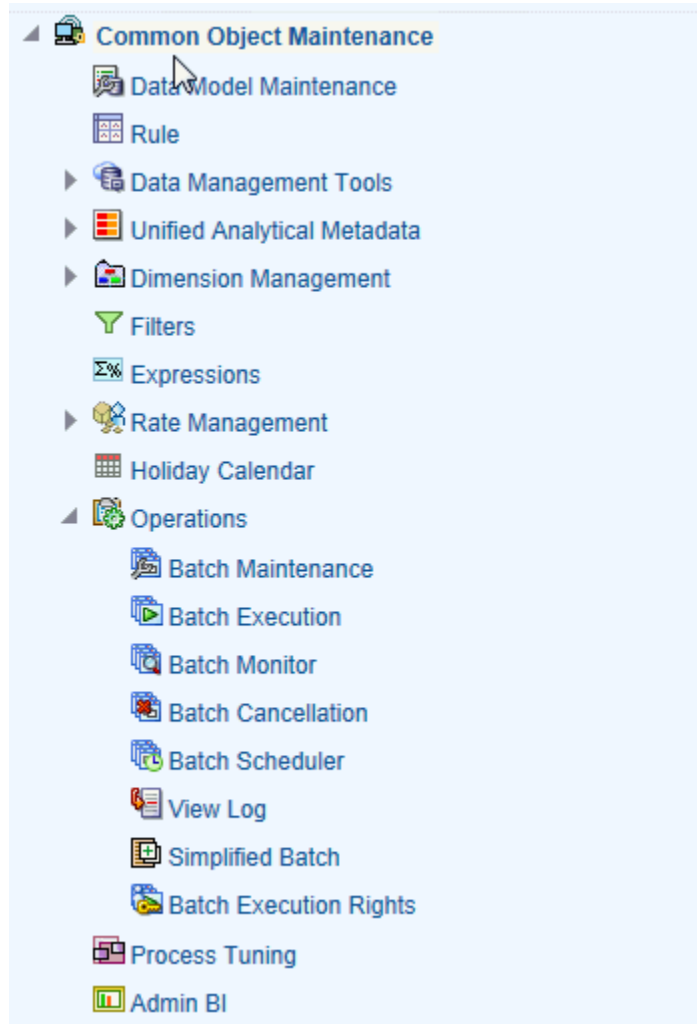 Common Object Maintenance
Data Model Maintenance
Rule
Data Management Tools
Unified Analytical Metadata
Dimension Management
Filters
Σ% Expressions
Rate Management
Holiday Calendar
Operations
Batch Maintenance
Batch Execution
Batch Monitor
Batch Cancellation
Batch Scheduler
View Log
Simplified Batch
Batch Execution Rights
Process Tuning
Admin BI